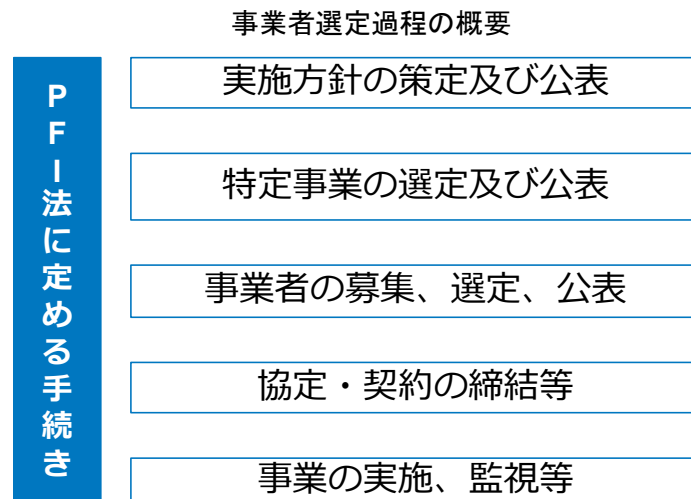 事業者選定過程の概要
PFI法に定める手続き
実施方針の策定及び公表
特定事業の選定及び公表
事業者の募集、選定、公表
協定・契約の締結等
事業の実施、監視等